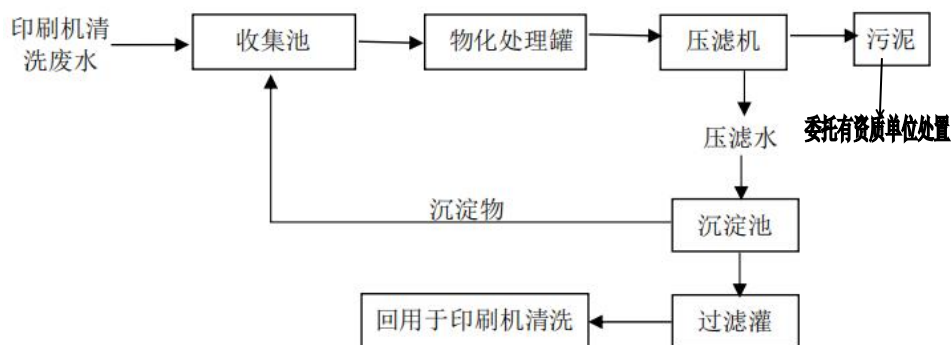 印刷机清
洗废水
收集池
物化处理罐
压滤机
污泥
委托有资质单位处置
压滤水
沉淀物
沉淀池
回用于印刷机清洗
过滤灌